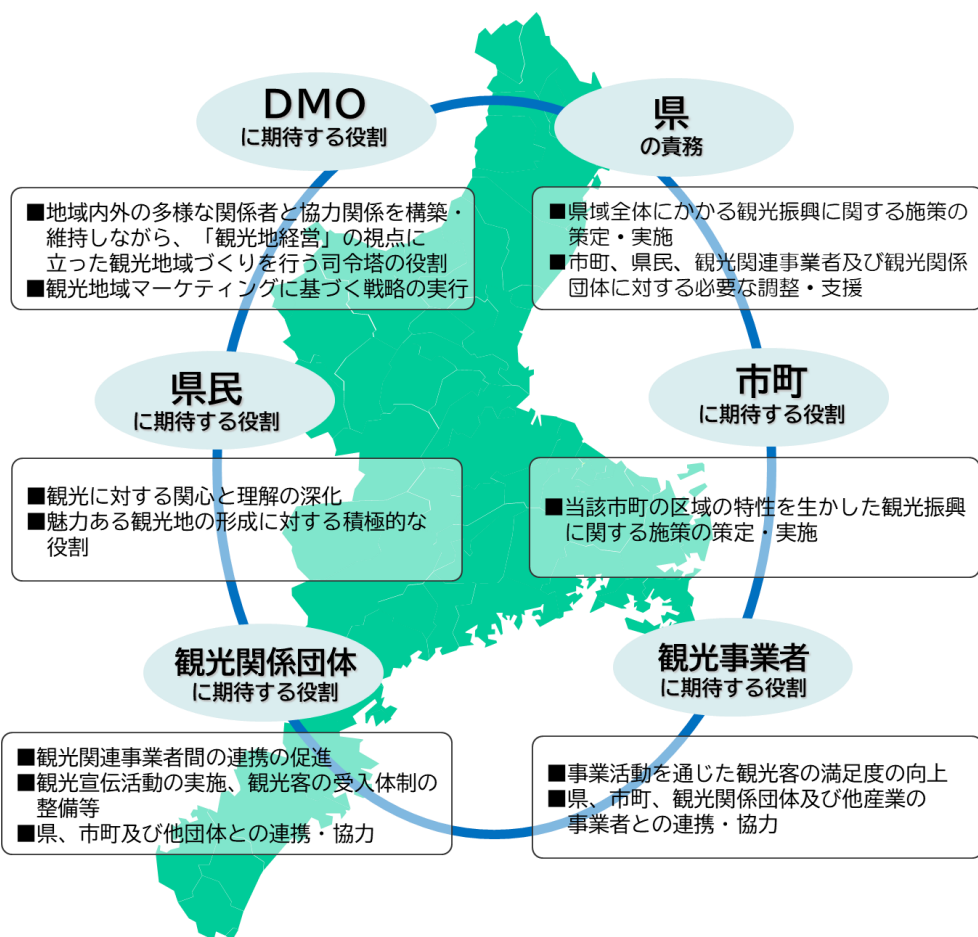 DMO
に期待する役割
■地域内外の多様な関係者と協力関係を構築・
維持しながら、「観光地経営」の視点に
立った観光地域づくりを行う司令塔の役割
■観光地域マーケティングに基づく戦略の実行
県
の責務
■県域全体にかかる観光振興に関する施策の
策定・実施
■市町、県民、観光関連事業者及び観光関係
団体に対する必要な調整・支援
県民
に期待する役割
■観光に対する関心と理解の深化
■魅力ある観光地の形成に対する積極的な
役割
市町
に期待する役割
■当該市町の区域の特性を生かした観光振興
に関する施策の策定・実施
観光関係団体
に期待する役割
■観光関連事業者間の連携の促進
■観光宣伝活動の実施、観光客の受入体制の
整備等
■県、市町及び他団体との連携・協力
観光事業者
に期待する役割
■事業活動を通じた観光客の満足度の向上
■県、市町、観光関係団体及び他産業の
事業者との連携・協力